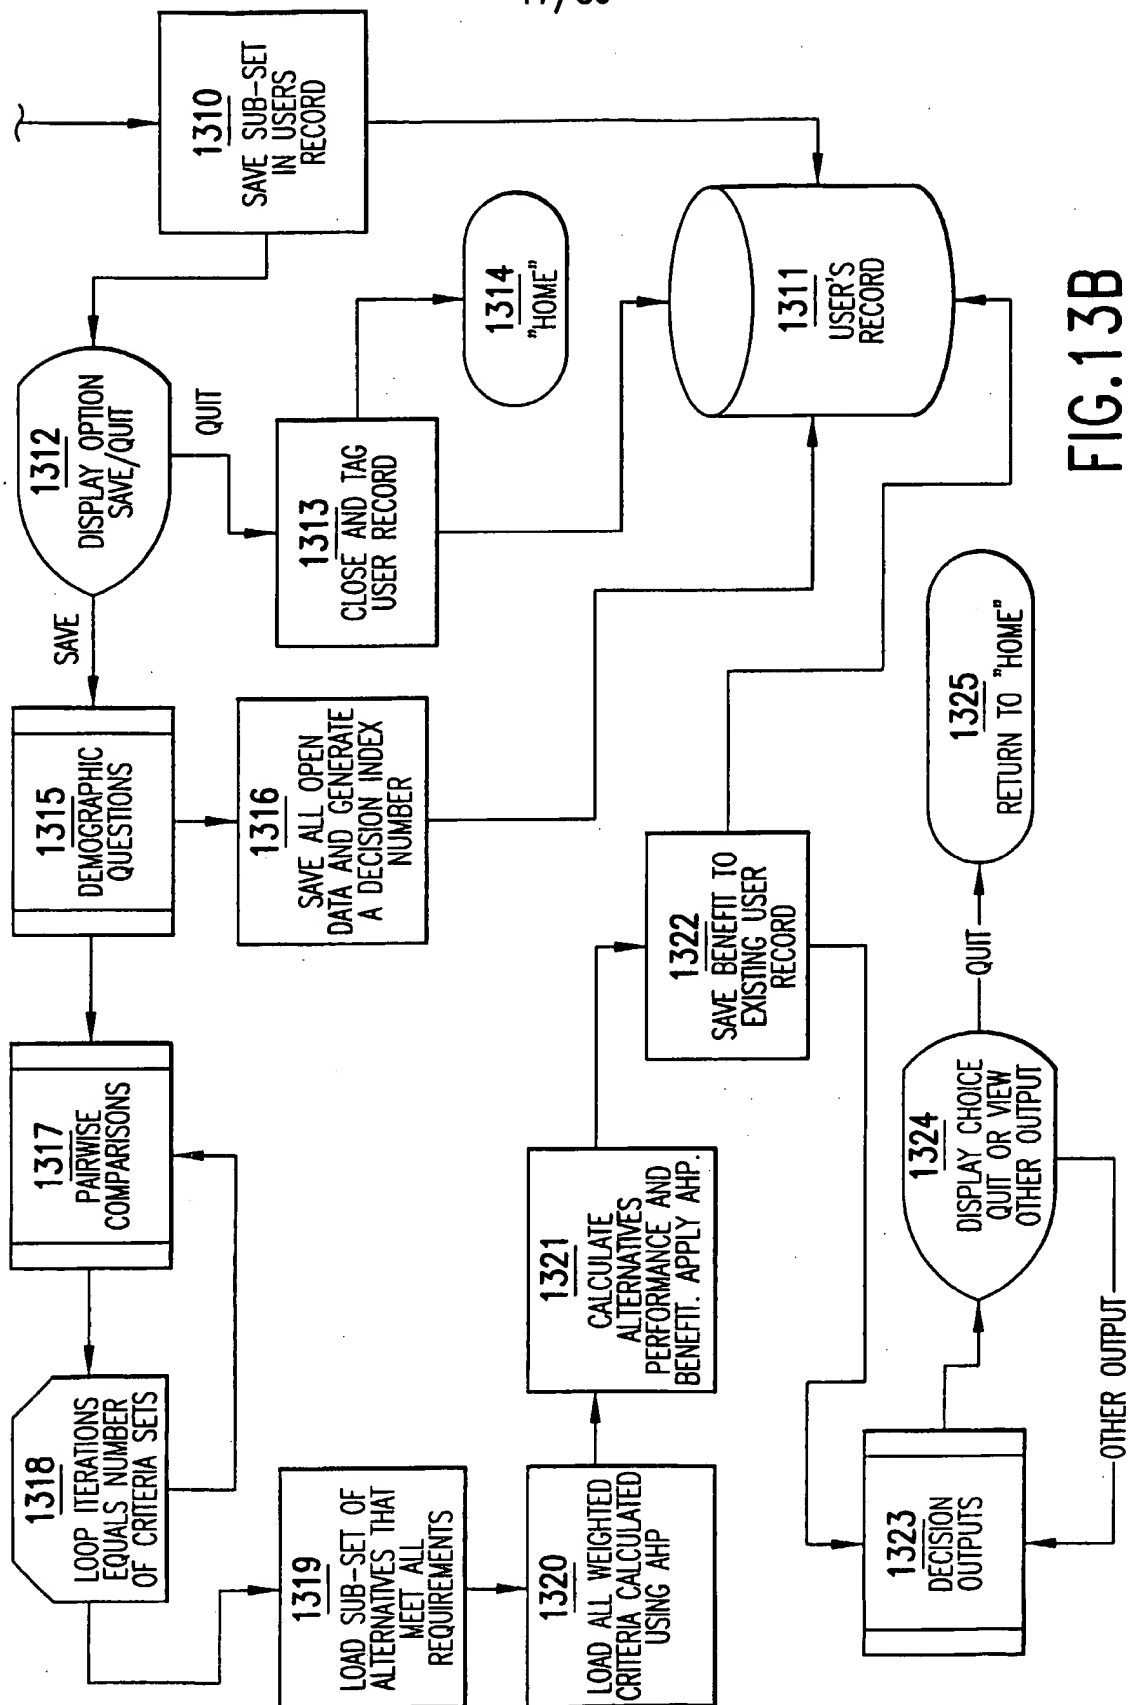 1310
SAVE SUB-SET
IN USERS
RECORD
1312
DISPLAY OPTION
SAVE/QUIT
QUIT
SAVE
1313
CLOSE AND TAG
USER RECORD
1314
"HOME"
1311
USER'S
RECORD
1315
DEMOGRAPHIC
QUESTIONS
1316
SAVE ALL OPEN
DATA AND GENERATE
A DECISION INDEX
NUMBER
1317
PAIRWISE
COMPARISONS
1318
LOOP ITERATIONS
EQUALS NUMBER
OF CRITERIA SETS
1319
LOAD SUB-SET OF
ALTERNATIVES THAT
MEET ALL
REQUIREMENTS
1320
LOAD ALL WEIGHTED
CRITERIA CALCULATED
USING AHP
1321
CALCULATE
ALTERNATIVES
PERFORMANCE AND
BENEFIT. APPLY AHP.
1322
SAVE BENEFIT TO
EXISTING USER
RECORD
1323
DECISION
OUTPUTS
1324
DISPLAY CHOICE
QUIT OR VIEW
OTHER OUTPUT
QUIT
OTHER OUTPUT
1325
RETURN TO "HOME"
FIG.13B